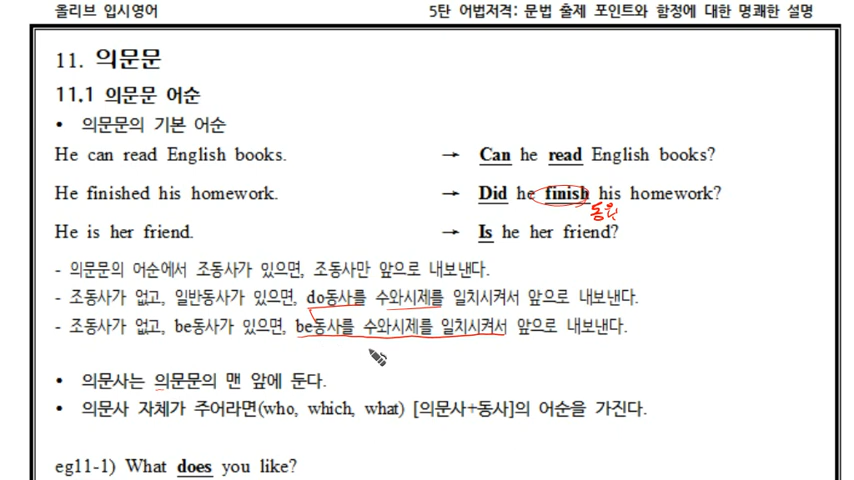 올리브 입시영어 5탄 어법저격: 문법 출제 포인트와 함정에 대한 명쾌한 설명
11. 의문문
11.1 의문문 어순
• 의문문의 기본 어순
He can read English books. → Can he read English books?
He finished his homework. → Did he finish his homework?
동원
He is her friend. → Is he her friend?
- 의문문의 어순에서 조동사가 있으면, 조동사만 앞으로 내보낸다.
- 조동사가 없고, 일반동사가 있으면, do동사를 수와시제를 일치시켜서 앞으로 내보낸다.
- 조동사가 없고, be동사가 있으면, be동사를 수와시제를 일치시켜서 앞으로 내보낸다.
• 의문사는 의문문의 맨 앞에 둔다.
• 의문사 자체가 주어라면(who, which, what) [의문사+동사]의 어순을 가진다.
eg11-1) What does you like?